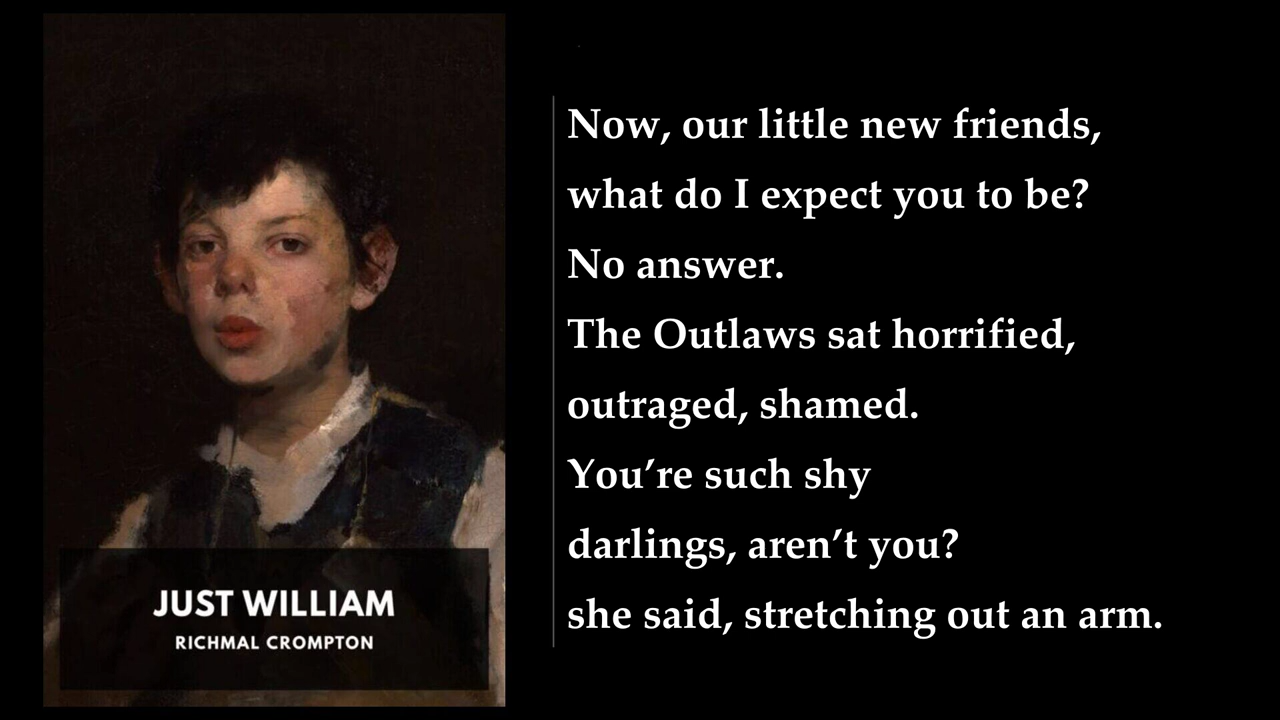 JUST WILLIAM
RICHMAL CROMPTON
Now, our little new friends,
what do I expect you to be?
No answer.
The Outlaws sat horrified,
outraged, shamed.
You’re such shy
darlings, aren’t you?
she said, stretching out an arm.